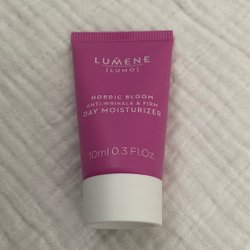 LUMENE
[LUMO]
NORDIC BLOOM
ANTI-WRINKLE & FIRM
DAY MOISTURIZER
10ml 0.3 Fl.Oz.